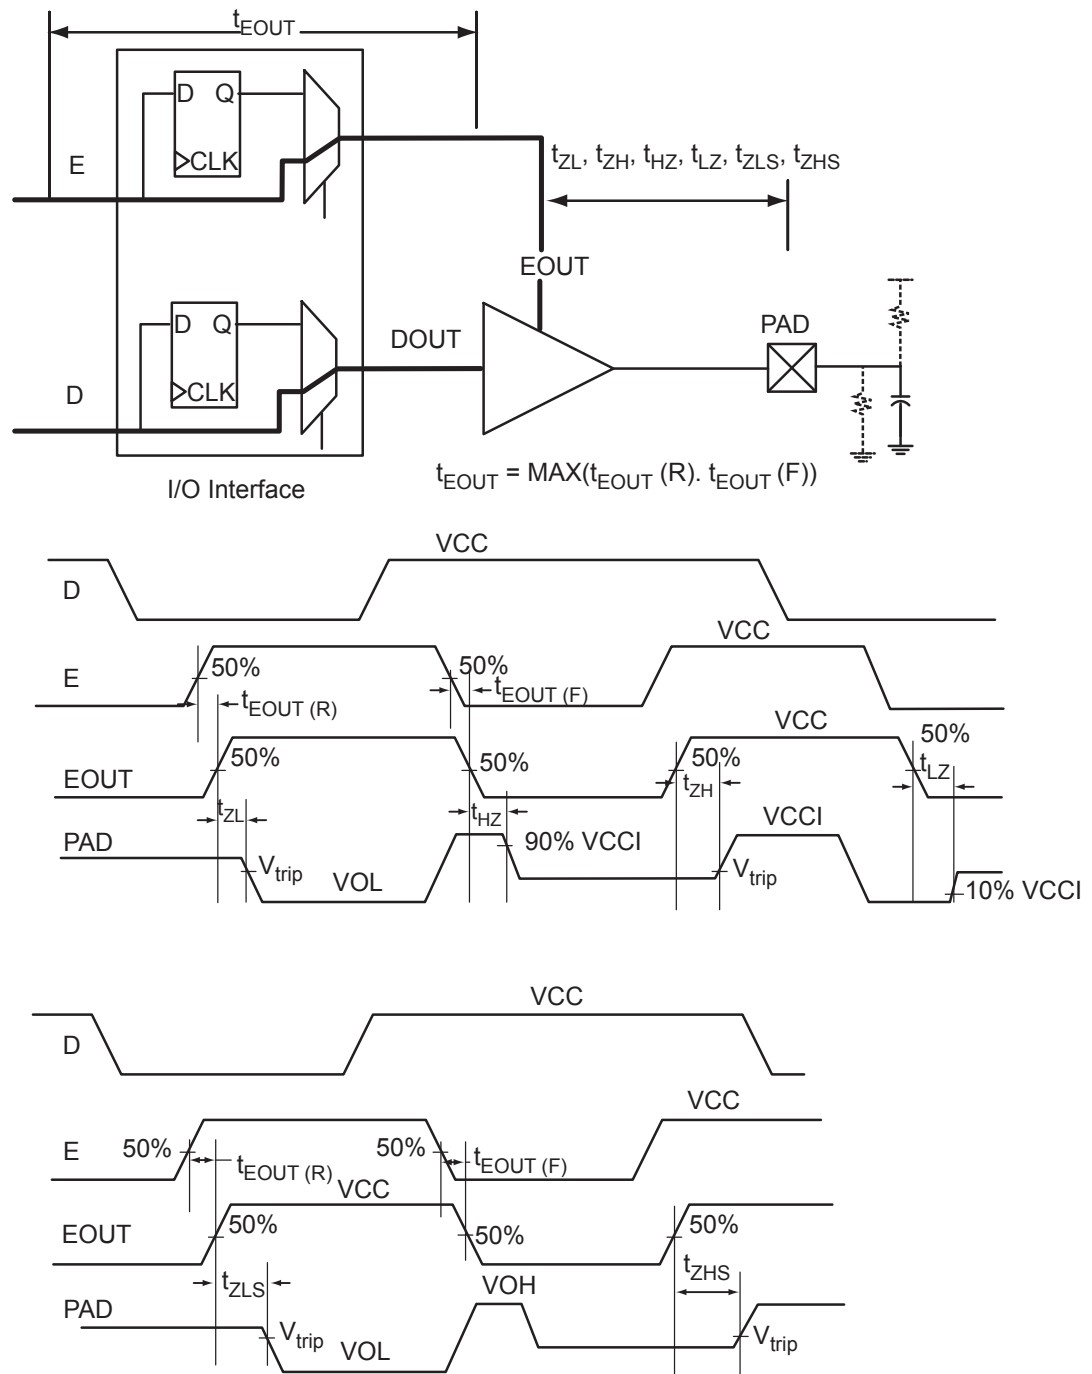 tEOUT
D Q
CLK
E
tZL, tZH, tHZ, tLZ, tZLS, tZHS
EOUT
D Q
CLK
DOUT
PAD
D
I/O Interface
tEOUT = MAX(tEOUT (R). tEOUT (F))
VCC
D
VCC
E
50%
50%
tEOUT (R)
tEOUT (F)
VCC
50%
EOUT
50%
50%
50%
tZL
tHZ
tZH
tLZ
PAD
VCCI
90% VCCI
Vtrip
VOL
Vtrip
10% VCCI
VCC
D
VCC
E
50%
50%
tEOUT (R)
tEOUT (F)
VCC
EOUT
50%
50%
50%
tZLS
VOH
tZHS
PAD
Vtrip
VOL
Vtrip